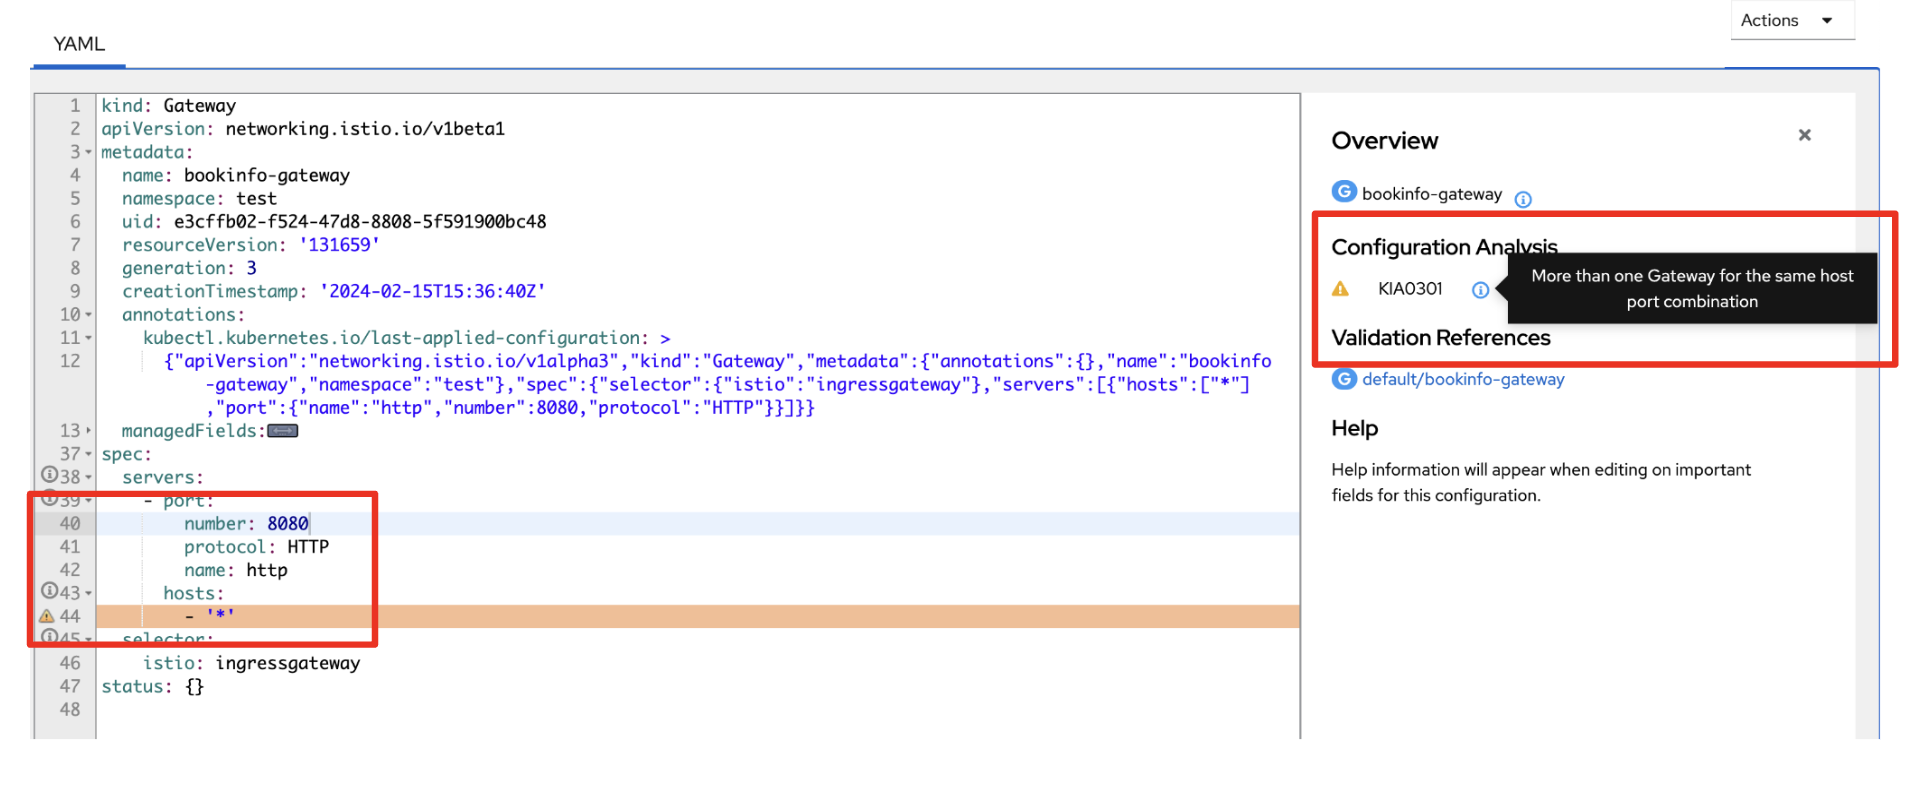 Actions
YAML
1 kind: Gateway
2 apiVersion: networking.istio.io/v1beta1
3 metadata:
4 name: bookinfo-gateway
5 namespace: test
6 uid: e3cffb02-f524-47d8-8808-5f591900bc48
7 resourceVersion: '131659'
8 generation: 3
9 creationTimestamp: '2024-02-15T15:36:40Z'
10 annotations:
11 kubectl.kubernetes.io/last-applied-configuration: >
12 {"apiVersion":"networking.istio.io/v1alpha3","kind":"Gateway","metadata":{"annotations":{},"name":"bookinfo
-gateway","namespace":"test"},"spec":{"selector":{"istio":"ingressgateway"},"servers":[{"hosts":["*"]
,"port":{"name":"http","number":8080,"protocol":"HTTP"}}]}}
13 managedFields:
37 spec:
38 servers:
39 - port:
40 number: 8080
41 protocol: HTTP
42 name: http
43 hosts:
44 - '*'
45 selector:
46 istio: ingressgateway
47 status: {}
48
Overview
G bookinfo-gateway
Configuration Analysis
KIA0301
More than one Gateway for the same host
port combination
Validation References
G default/bookinfo-gateway
Help
Help information will appear when editing on important
fields for this configuration.